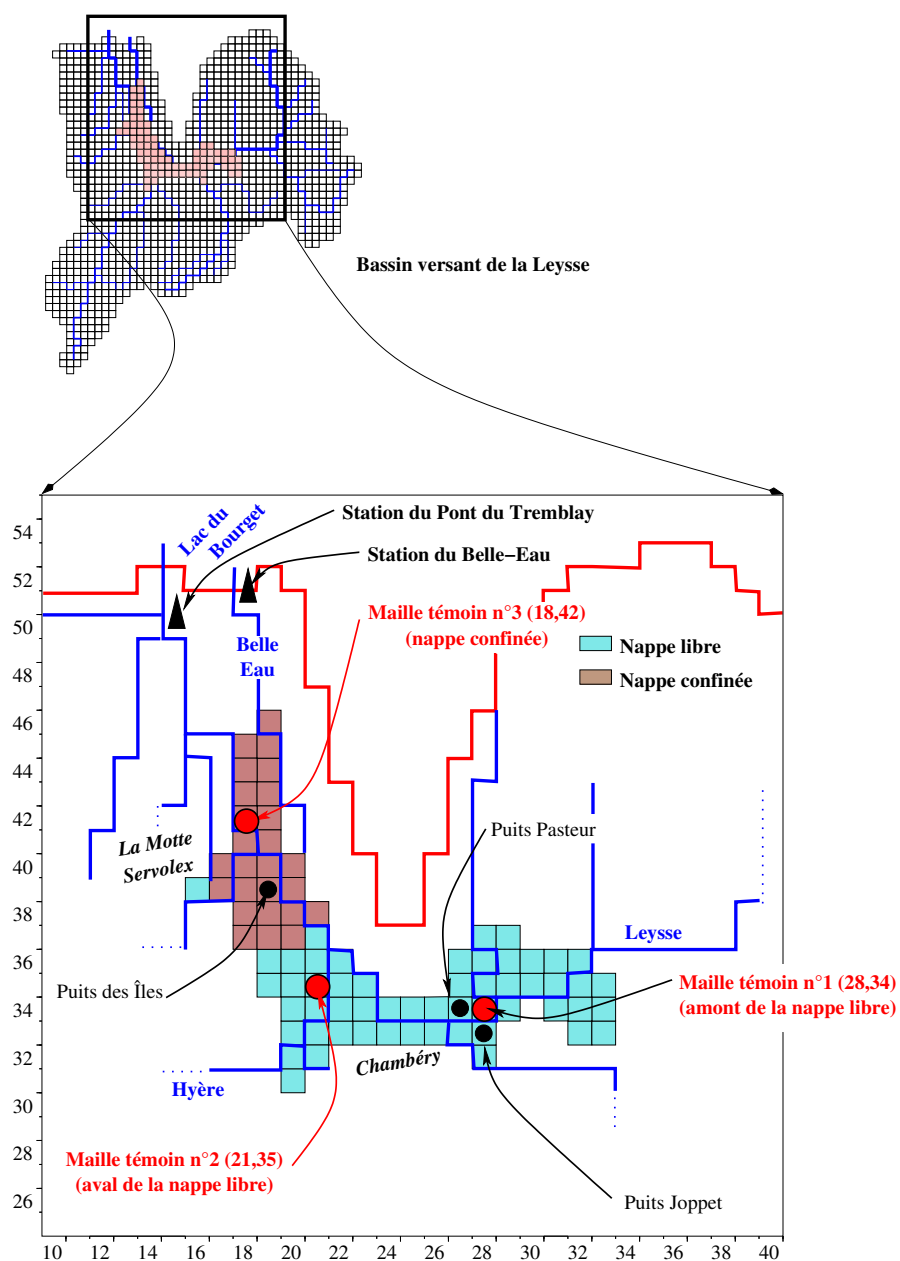 Bassin versant de la Leysse
54
52
50
48
46
44
42
40
38
36
34
32
30
28
26
Lac du
Bourget
Station du Pont du Tremblay
Station du Belle−Eau
Maille témoin n°3 (18,42)
(nappe confinée)
Belle
Eau
Nappe libre
Nappe confinée
La Motte
Servolex
Puits Pasteur
Leysse
Puits des Îles
Maille témoin n°1 (28,34)
(amont de la nappe libre)
Chambéry
Hyère
Maille témoin n°2 (21,35)
(aval de la nappe libre)
Puits Joppet
10 12 14 16 18 20 22 24 26 28 30 32 34 36 38 40